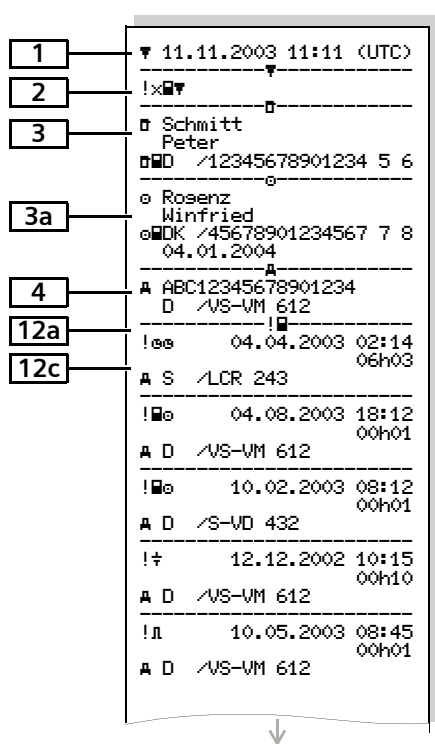 1 ▼ 11.11.2003 11:11 (UTC)
2 !x▼
3 Schmitt
Peter
D /12345678901234 5 6
3a Rogenz
Winfried
DK /45678901234567 7 8
04.01.2004
4 A ABC12345678901234
D /VS-VM 612
12a !
12c ! 04.04.2003 02:14
06h03
A S /LCR 243
! 04.08.2003 18:12
00h01
A D /VS-VM 612
! 10.02.2003 08:12
00h01
A D /S-VD 432
!÷ 12.12.2002 10:15
00h10
A D /VS-VM 612
!⎍ 10.05.2003 08:45
00h01
A D /VS-VM 612